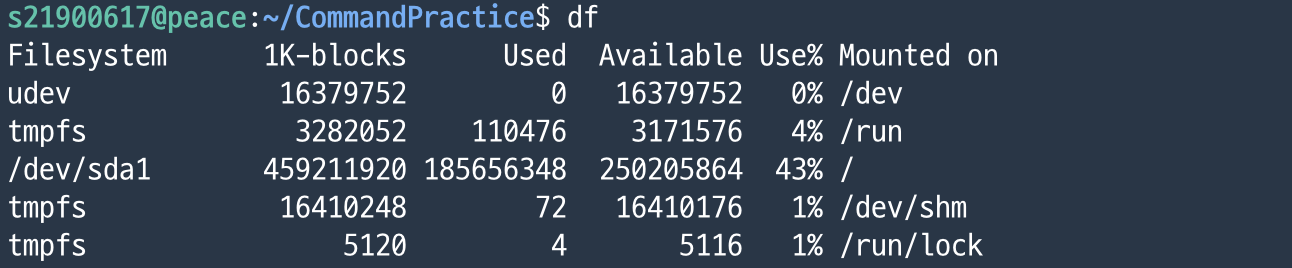 s21900617@peace:~/CommandPractice$ df
Filesystem      1K-blocks      Used  Available Use% Mounted on
udev             16379752         0   16379752   0% /dev
tmpfs             3282052    110476    3171576   4% /run
/dev/sda1       459211920 185656348  250205864  43% /
tmpfs            16410248        72   16410176   1% /dev/shm
tmpfs                5120         4       5116   1% /run/lock